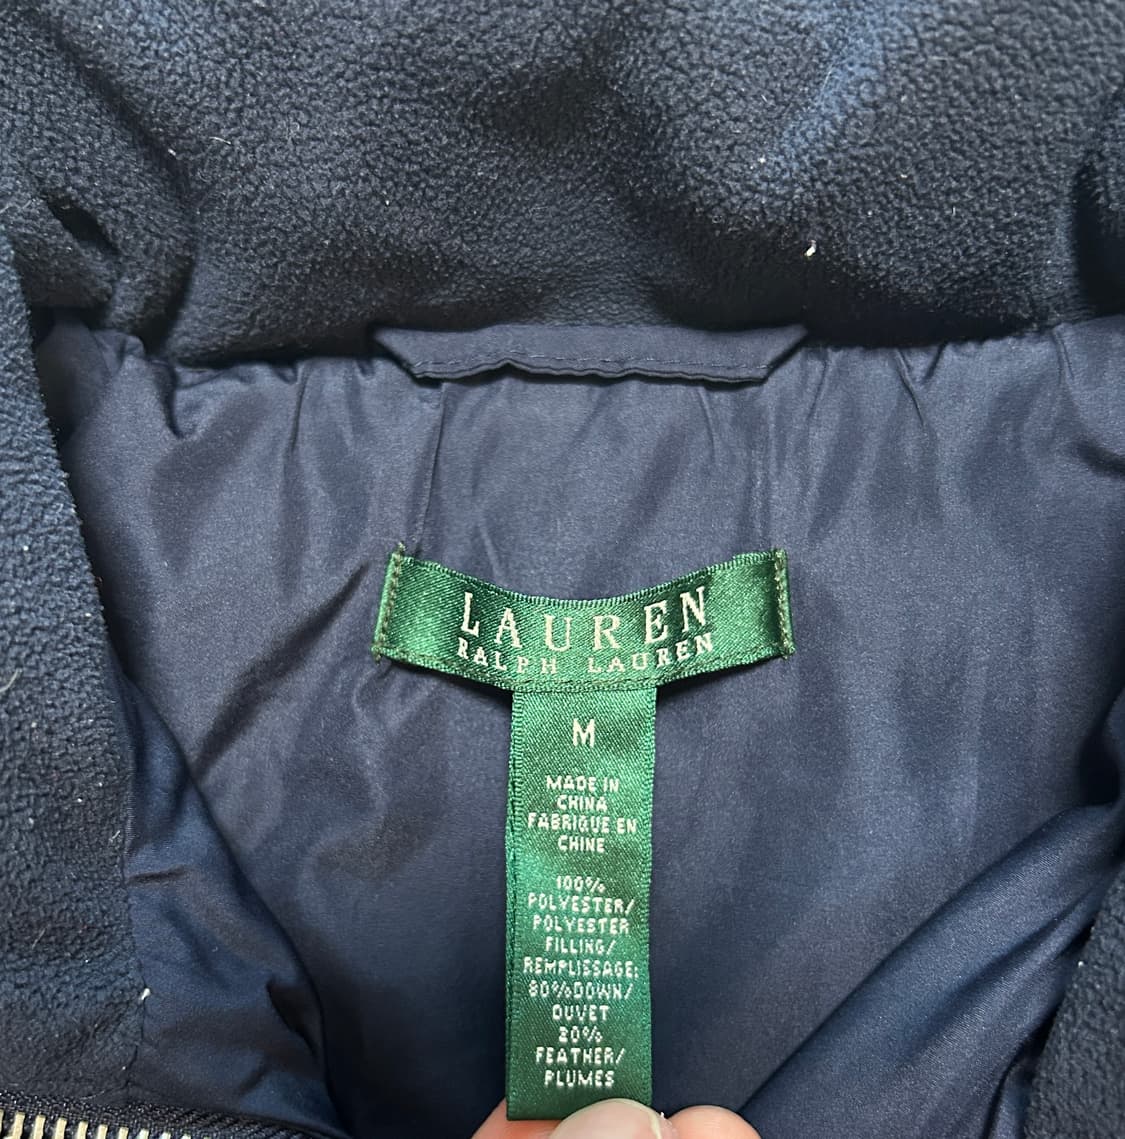 LAUREN
RALPH LAUREN
M
MADE IN
CHINA
FABRIQUE EN
CHINE
100%
POLYESTER/
POLYESTER
FILLING/
REMPLISSAGE:
80%DOWN/
DUVET
20%
FEATHER/
PLUMES